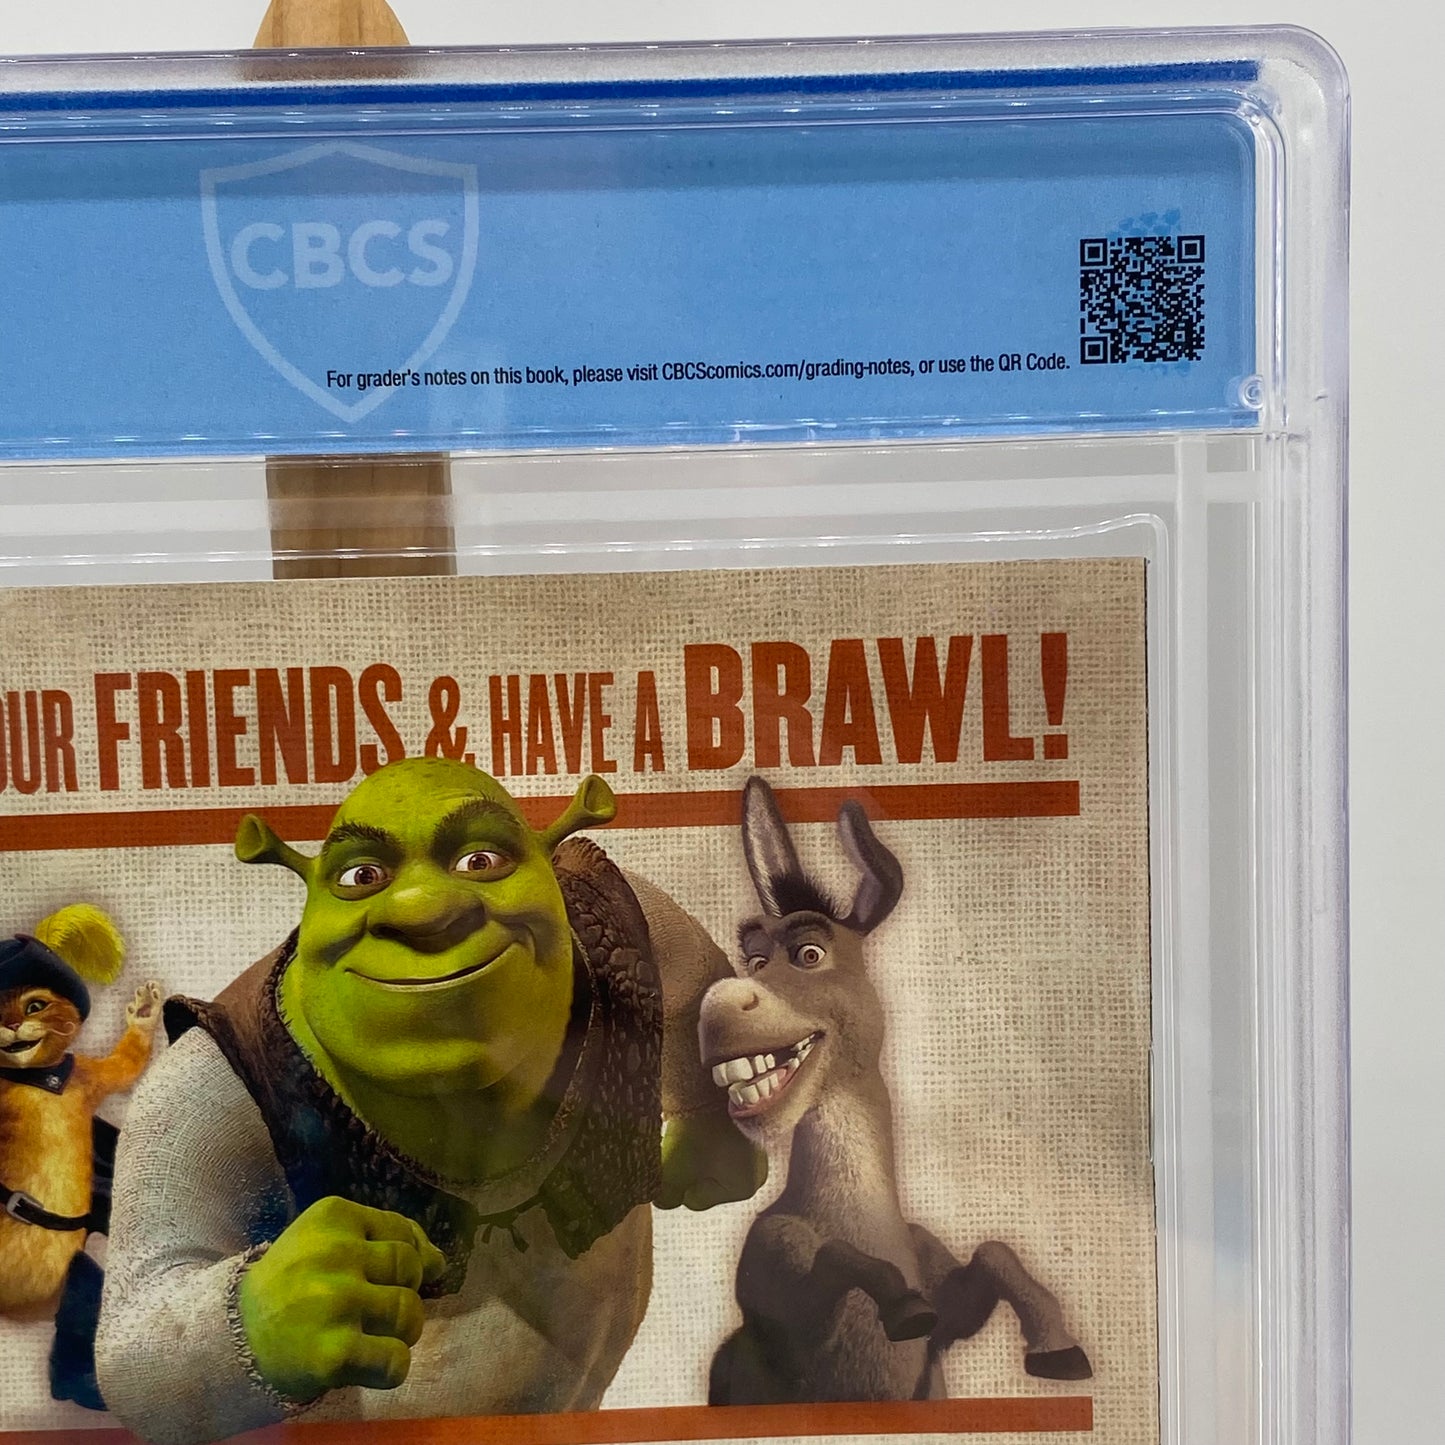 CBCS
For grader's notes on this book, please visit CBCScomics.com/grading-notes, or use the QR Code.
FRIENDS & HAVE A BRAWL!